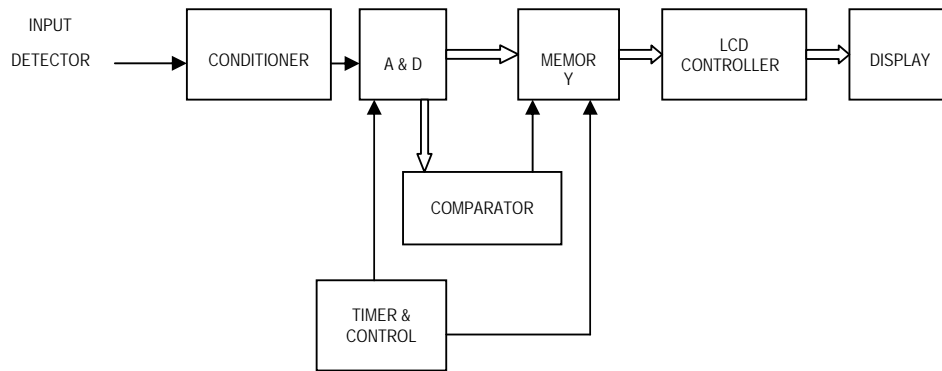 INPUT
DETECTOR
CONDITIONER
A & D
MEMOR
Y
LCD
CONTROLLER
DISPLAY
COMPARATOR
TIMER &
CONTROL